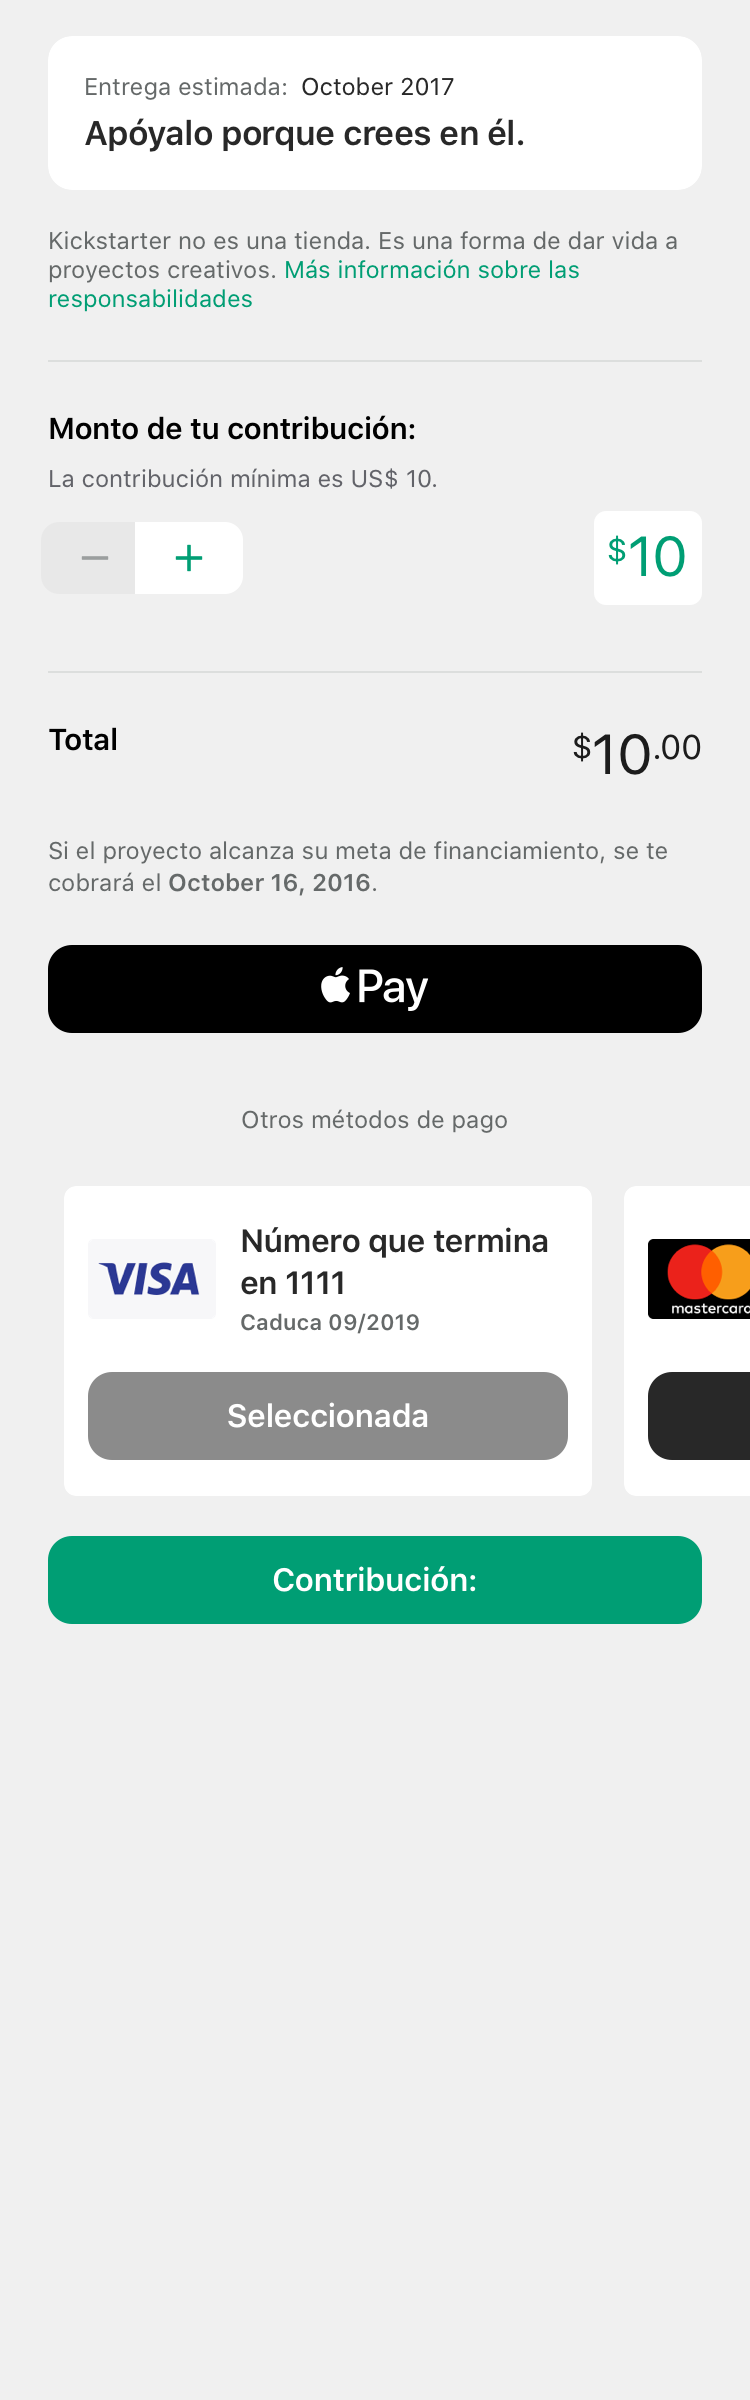 Entrega estimada: October 2017
Apóyalo porque crees en él.
Kickstarter no es una tienda. Es una forma de dar vida a
proyectos creativos. Más información sobre las
responsabilidades
Monto de tu contribución:
La contribución mínima es US$ 10.
− +
$10
Total
$10.00
Si el proyecto alcanza su meta de financiamiento, se te
cobrará el October 16, 2016.
Pay
Otros métodos de pago
VISA
Número que termina
en 1111
Caduca 09/2019
Seleccionada
mastercard
Contribución: